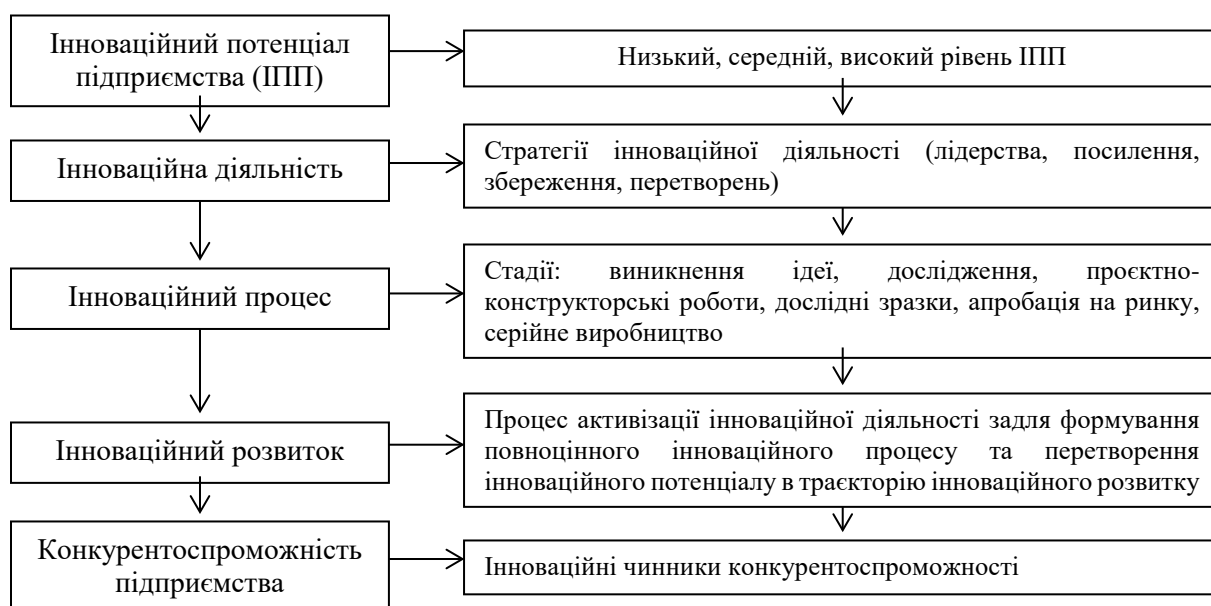 Інноваційний потенціал
підприємства (ІПП)
Низький, середній, високий рівень ІПП
Інноваційна діяльність
Стратегії інноваційної діяльності (лідерства, посилення,
збереження, перетворень)
Інноваційний процес
Стадії: виникнення ідеї, дослідження, проєктно-
конструкторські роботи, дослідні зразки, апробація на ринку,
серійне виробництво
Інноваційний розвиток
Процес активізації інноваційної діяльності задля формування
повноцінного інноваційного процесу та перетворення
інноваційного потенціалу в траєкторію інноваційного розвитку
Конкурентоспроможність
підприємства
Інноваційні чинники конкурентоспроможності